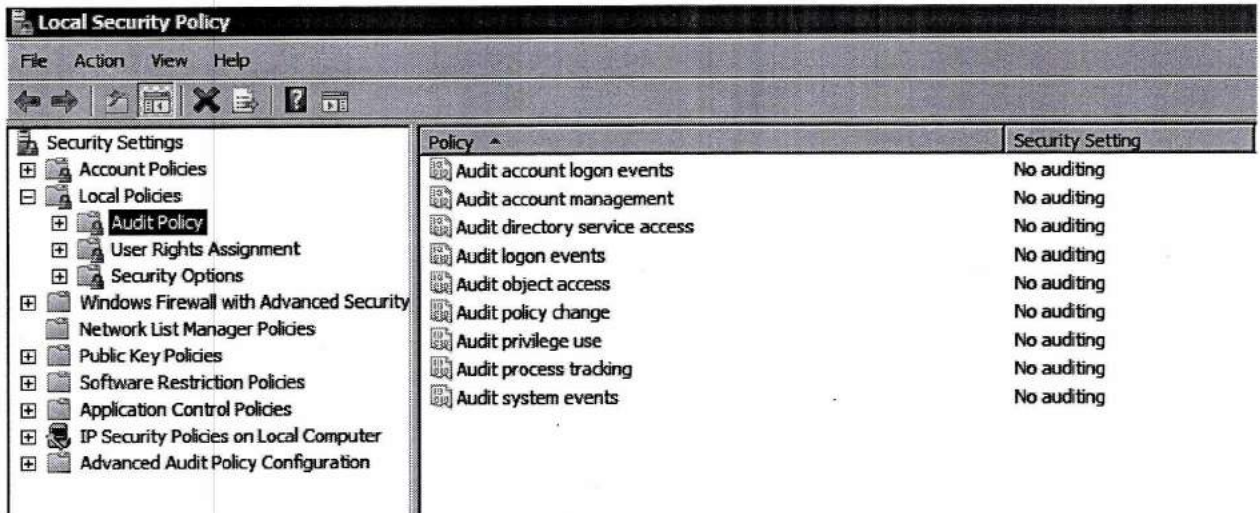 Local Security Policy
File Action View Help
Security Settings
Account Policies
Local Policies
Audit Policy
User Rights Assignment
Security Options
Windows Firewall with Advanced Security
Network List Manager Policies
Public Key Policies
Software Restriction Policies
Application Control Policies
IP Security Policies on Local Computer
Advanced Audit Policy Configuration
Policy Security Setting
Audit account logon events No auditing
Audit account management No auditing
Audit directory service access No auditing
Audit logon events No auditing
Audit object access No auditing
Audit policy change No auditing
Audit privilege use No auditing
Audit process tracking No auditing
Audit system events No auditing